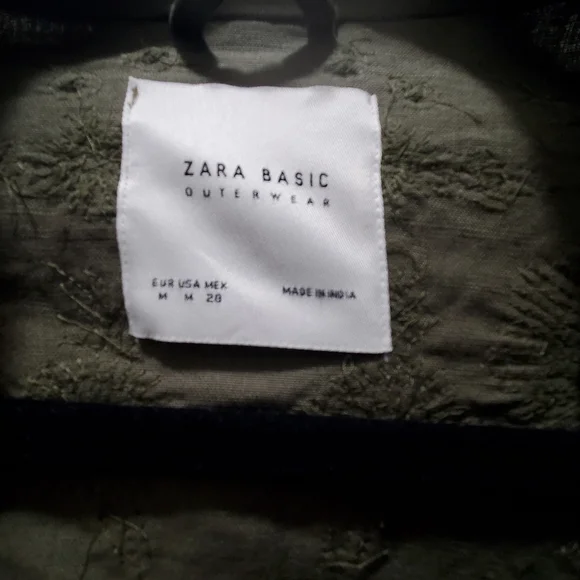 ZARA BASIC
OUTERWEAR
EUR USA MEX
M M 28
MADE IN INDIA